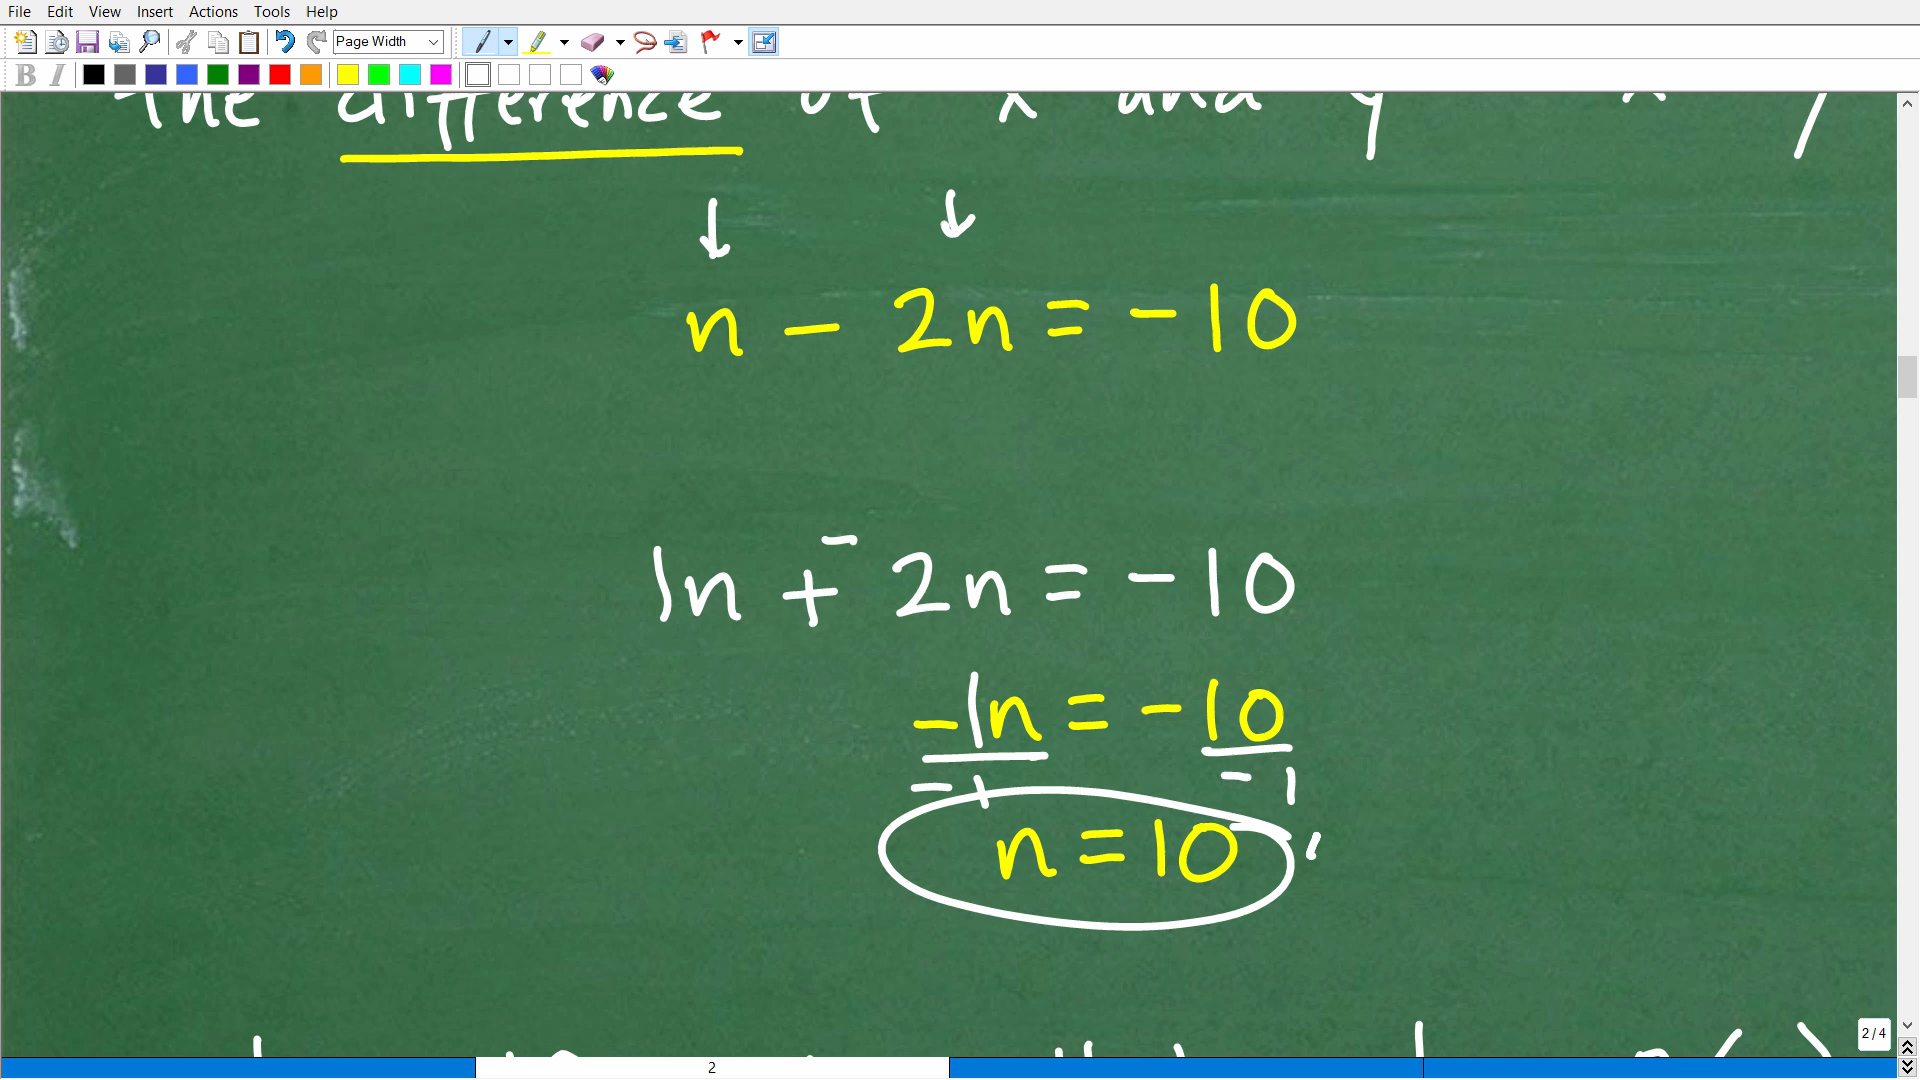 File Edit View Insert Actions Tools Help
Page Width
B I
The difference of x and y x y
n - 2n = -10
1n + ⁻2n = -10
-1n = -10
-1 -1
n = 10
2 / 4
2